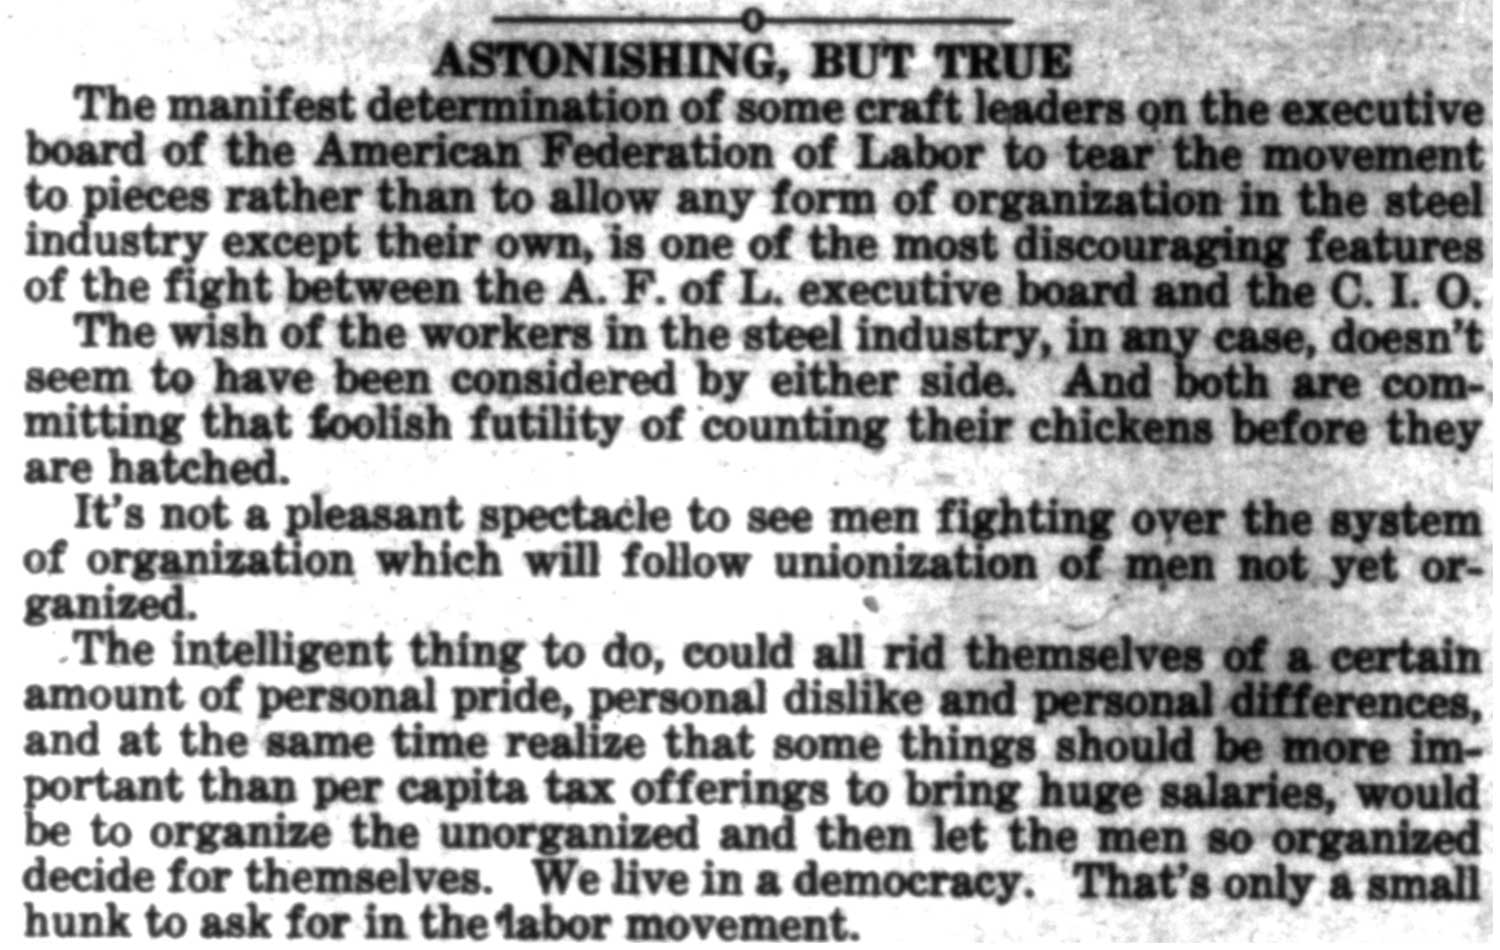 ASTONISHING, BUT TRUE
The manifest determination of some craft leaders on the executive
board of the American Federation of Labor to tear the movement
to pieces rather than to allow any form of organization in the steel
industry except their own, is one of the most discouraging features
of the fight between the A. F. of L. executive board and the C. I. O.
The wish of the workers in the steel industry, in any case, doesn't
seem to have been considered by either side. And both are com-
mitting that foolish futility of counting their chickens before they
are hatched.
It's not a pleasant spectacle to see men fighting over the system
of organization which will follow unionization of men not yet or-
ganized.
The intelligent thing to do, could all rid themselves of a certain
amount of personal pride, personal dislike and personal differences,
and at the same time realize that some things should be more im-
portant than per capita tax offerings to bring huge salaries, would
be to organize the unorganized and then let the men so organized
decide for themselves. We live in a democracy. That's only a small
hunk to ask for in the labor movement.